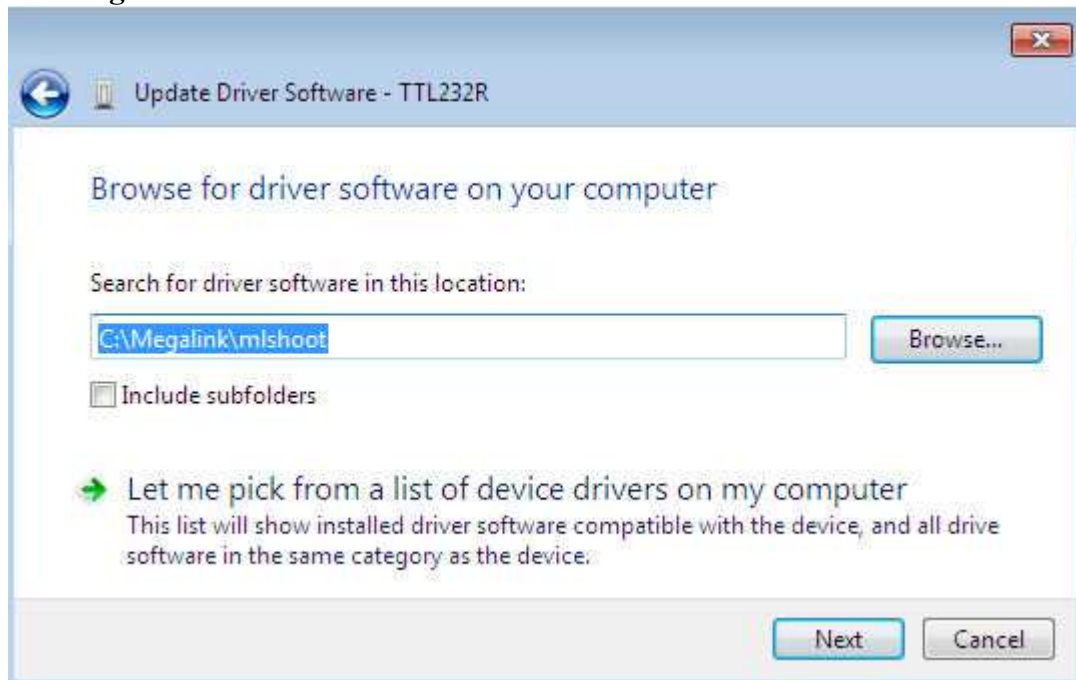 Update Driver Software - TTL232R
Browse for driver software on your computer
Search for driver software in this location:
C:\Megalink\mlshoot
Browse...
Include subfolders
Let me pick from a list of device drivers on my computer
This list will show installed driver software compatible with the device, and all drive
software in the same category as the device.
Next
Cancel